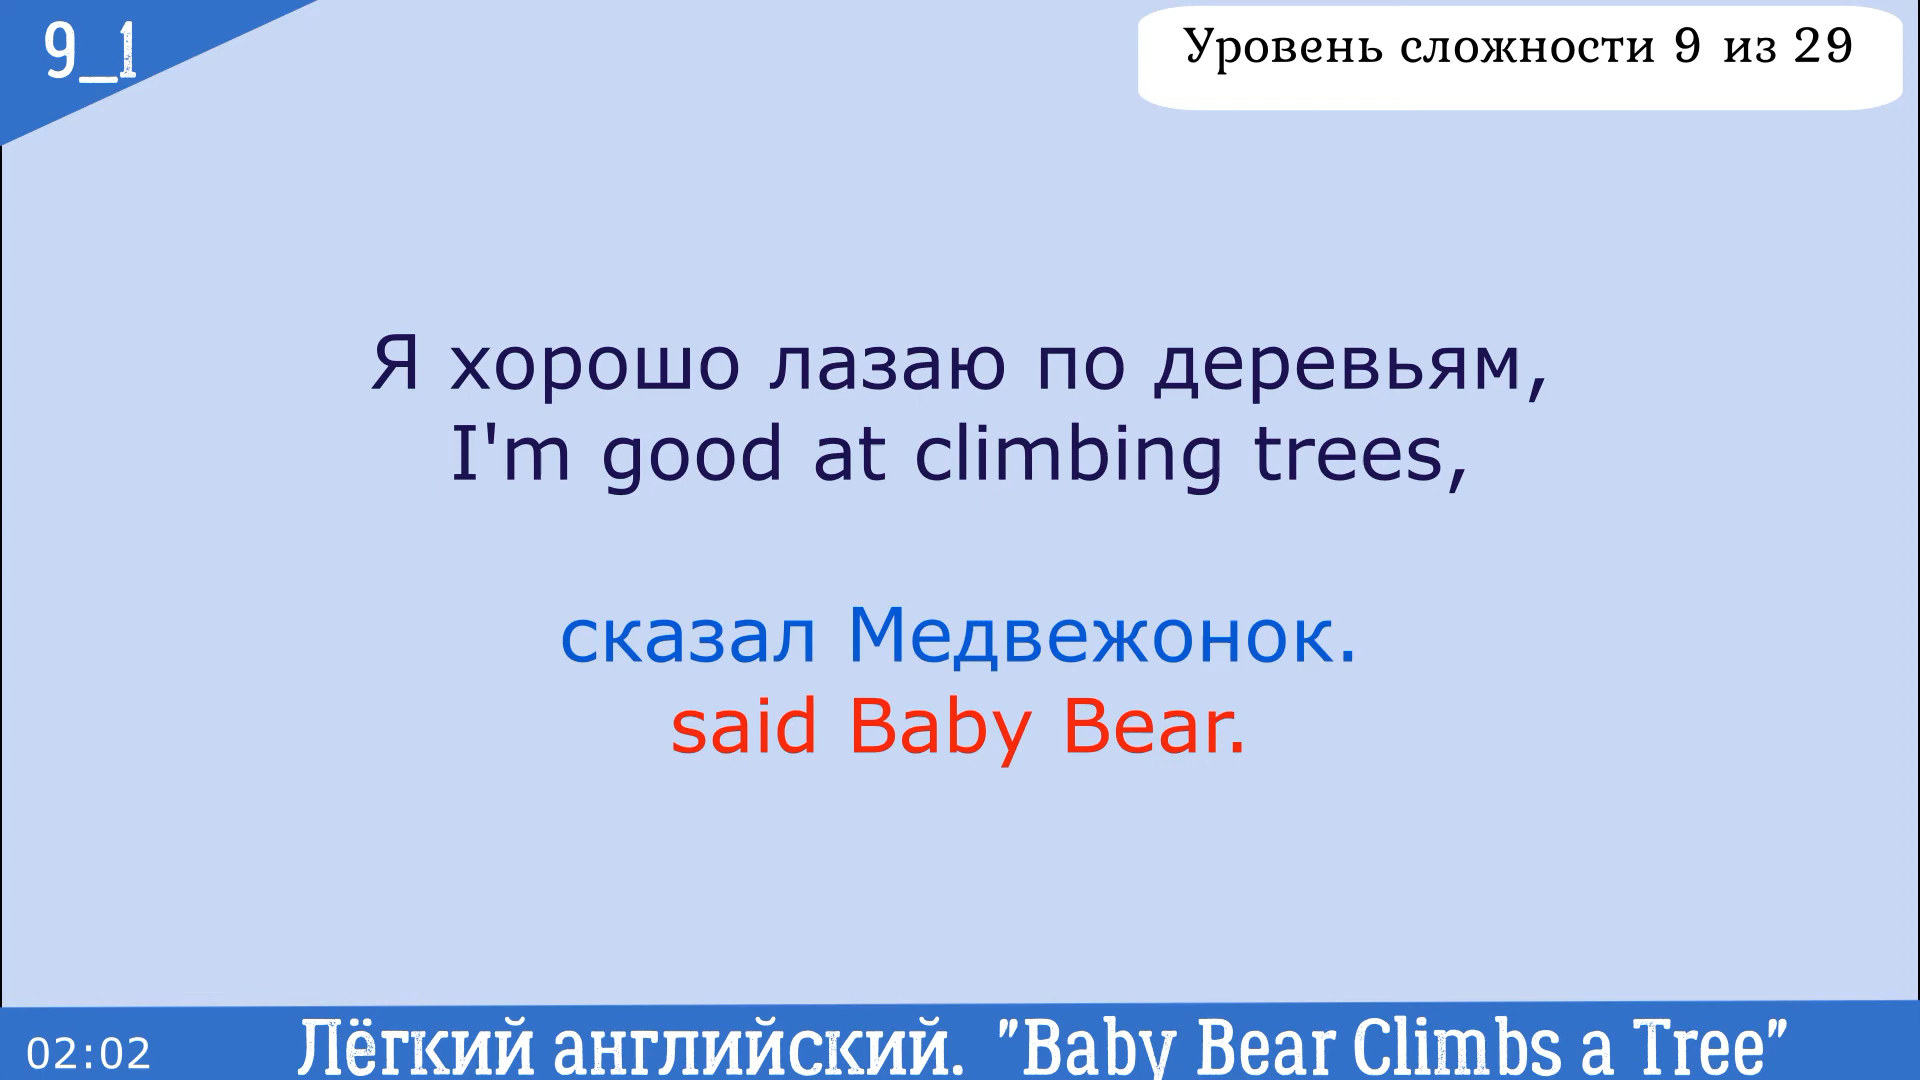 9_1
Уровень сложности 9 из 29
Я хорошо лазаю по деревьям,
I'm good at climbing trees,
сказал Медвежонок.
said Baby Bear.
02:02
Лёгкий английский. "Baby Bear Climbs a Tree"